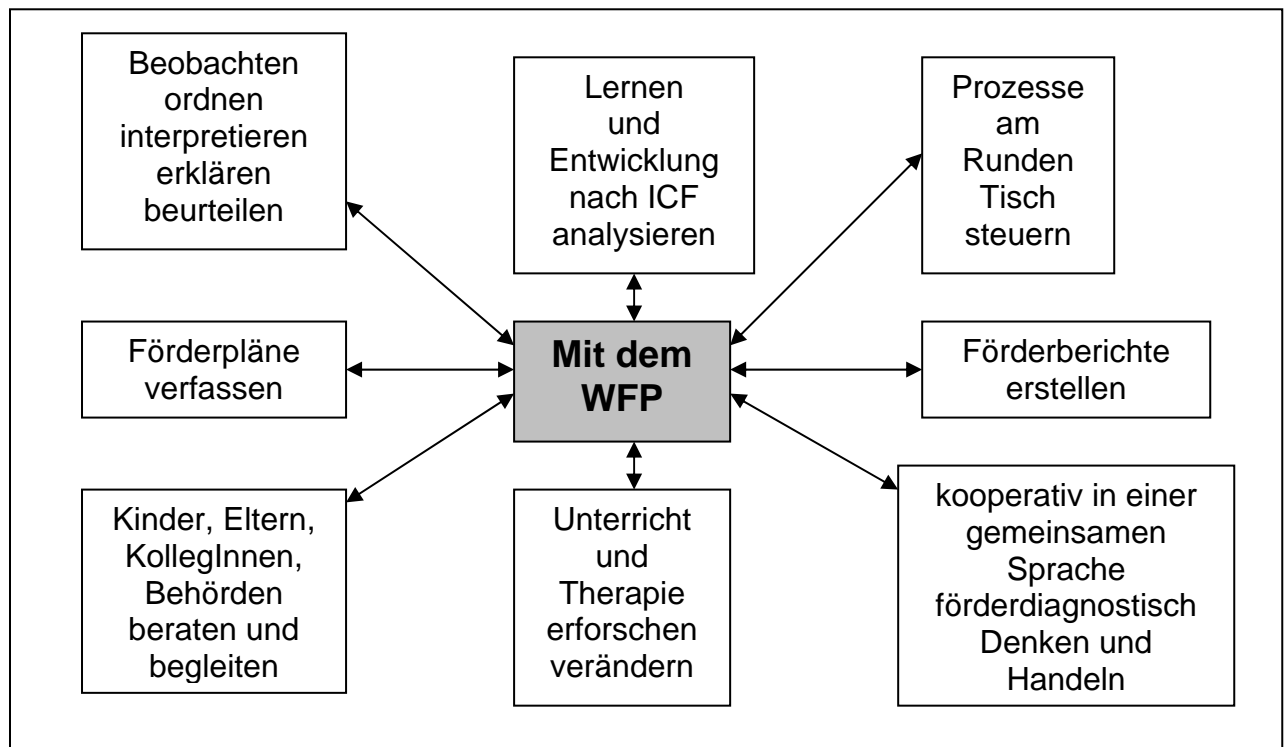 Beobachten
ordnen
interpretieren
erklären
beurteilen
Lernen
und
Entwicklung
nach ICF
analysieren
Prozesse
am
Runden
Tisch
steuern
Förderpläne
verfassen
Mit dem
WFP
Förderberichte
erstellen
Kinder, Eltern,
KollegInnen,
Behörden
beraten und
begleiten
Unterricht
und
Therapie
erforschen
verändern
kooperativ in einer
gemeinsamen
Sprache
förderdiagnostisch
Denken und
Handeln